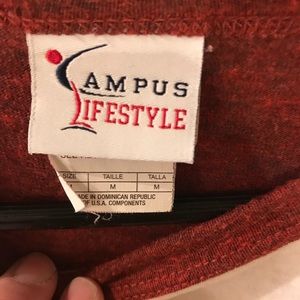 CAMPUS
LIFESTYLE
SIZE TAILLE TALLA
M M
MADE IN DOMINICAN REPUBLIC
OF U.S.A. COMPONENTS